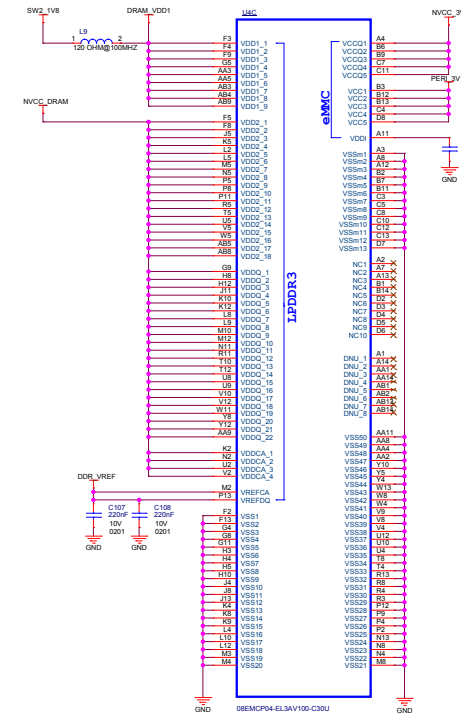 SW2_1V8
DRAM_VDD1
U4C
NVCC_3V
L9
1
2
120 OHM@100MHZ
F3 VDD1_1
F4 VDD1_2
F9 VDD1_3
G5 VDD1_4
AA3 VDD1_5
AA5 VDD1_6
AB3 VDD1_7
AB4 VDD1_8
AB9 VDD1_9
NVCC_DRAM
F5 VDD2_1
F8 VDD2_2
J5 VDD2_3
K5 VDD2_4
L2 VDD2_5
L5 VDD2_6
M5 VDD2_7
N5 VDD2_8
P5 VDD2_9
P8 VDD2_10
P11 VDD2_11
R5 VDD2_12
T5 VDD2_13
U5 VDD2_14
V5 VDD2_15
W5 VDD2_16
AB5 VDD2_17
AB8 VDD2_18
G9 VDDQ_1
H8 VDDQ_2
H12 VDDQ_3
J11 VDDQ_4
K10 VDDQ_5
K12 VDDQ_6
L8 VDDQ_7
L9 VDDQ_8
M10 VDDQ_9
M12 VDDQ_10
N11 VDDQ_11
R11 VDDQ_12
T10 VDDQ_13
T12 VDDQ_14
U8 VDDQ_15
U9 VDDQ_16
V10 VDDQ_17
V12 VDDQ_18
W11 VDDQ_19
Y8 VDDQ_20
Y12 VDDQ_21
AA9 VDDQ_22
K2 VDDCA_1
N2 VDDCA_2
U2 VDDCA_3
V2 VDDCA_4
DDR_VREF
M2 VREFCA
P13 VREFDQ
C107
220nF
10V
0201
GND
C108
220nF
10V
0201
GND
F2 VSS1
F13 VSS2
G4 VSS3
G8 VSS4
G11 VSS5
H3 VSS6
H4 VSS7
H5 VSS8
H10 VSS9
J4 VSS10
J8 VSS11
J13 VSS12
K4 VSS13
K8 VSS14
K9 VSS15
L4 VSS16
L10 VSS17
L12 VSS18
M3 VSS19
M4 VSS20
GND
LPDDR3
eMMC
VCCQ1 A4
VCCQ2 B6
VCCQ3 B9
VCCQ4 C7
VCCQ5 C11
PERI_3V
VCC1 B3
VCC2 B12
VCC3 B13
VCC4 C4
VCC5 D8
VDDi A11
GND
VSSm1 A3
VSSm2 A8
VSSm3 A12
VSSm4 B2
VSSm5 B7
VSSm6 B11
VSSm7 C3
VSSm8 C5
VSSm9 C8
VSSm10 C10
VSSm11 C12
VSSm12 C13
VSSm13 D7
NC1 A2
NC2 A7
NC3 A13
NC4 B1
NC5 B14
NC6 D2
NC7 D3
NC8 D4
NC9 D5
NC10 D6
DNU_1 A1
DNU_2 A14
DNU_3 AA1
DNU_4 AA14
DNU_5 AB1
DNU_6 AB2
DNU_7 AB13
DNU_8 AB14
VSS50 AA11
VSS49 AA8
VSS48 AA4
VSS47 AA2
VSS46 Y10
VSS45 Y5
VSS44 Y4
VSS43 W13
VSS42 W8
VSS41 W4
VSS40 V9
VSS39 V8
VSS38 V4
VSS37 U12
VSS36 U10
VSS35 U4
VSS34 T8
VSS33 T4
VSS32 R13
VSS31 R8
VSS30 R4
VSS29 R3
VSS28 P12
VSS27 P9
VSS26 P4
VSS25 P2
VSS24 N13
VSS23 N8
VSS22 N4
VSS21 M8
GND
08EMCP04-EL3AV100-C30U